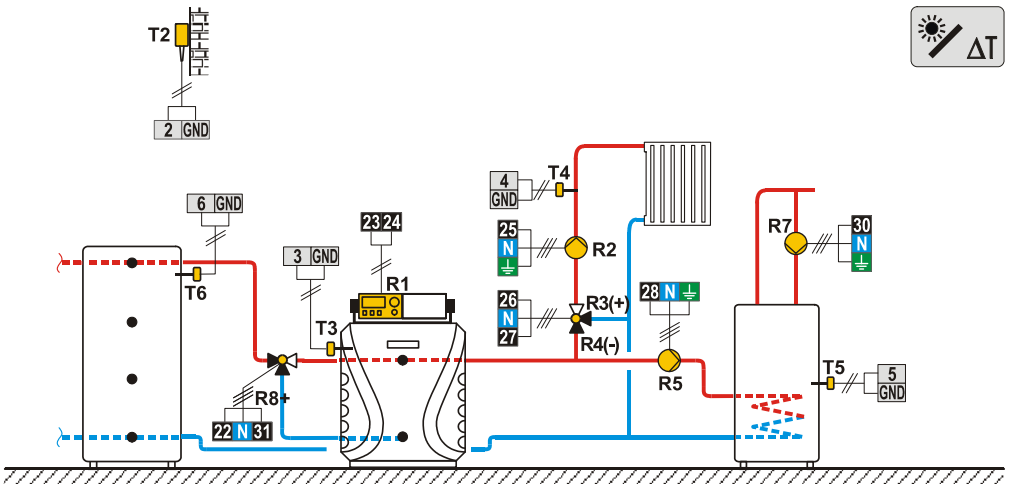 T2
ΔT
2 GND
T4
4
GND
6 GND
23 24
25
N
R2
R7
30
N
3 GND
R1
T6
T3
26
N
27
R3(+)
R4(-)
28 N
R5
T5
5
GND
R8+
22 N 31